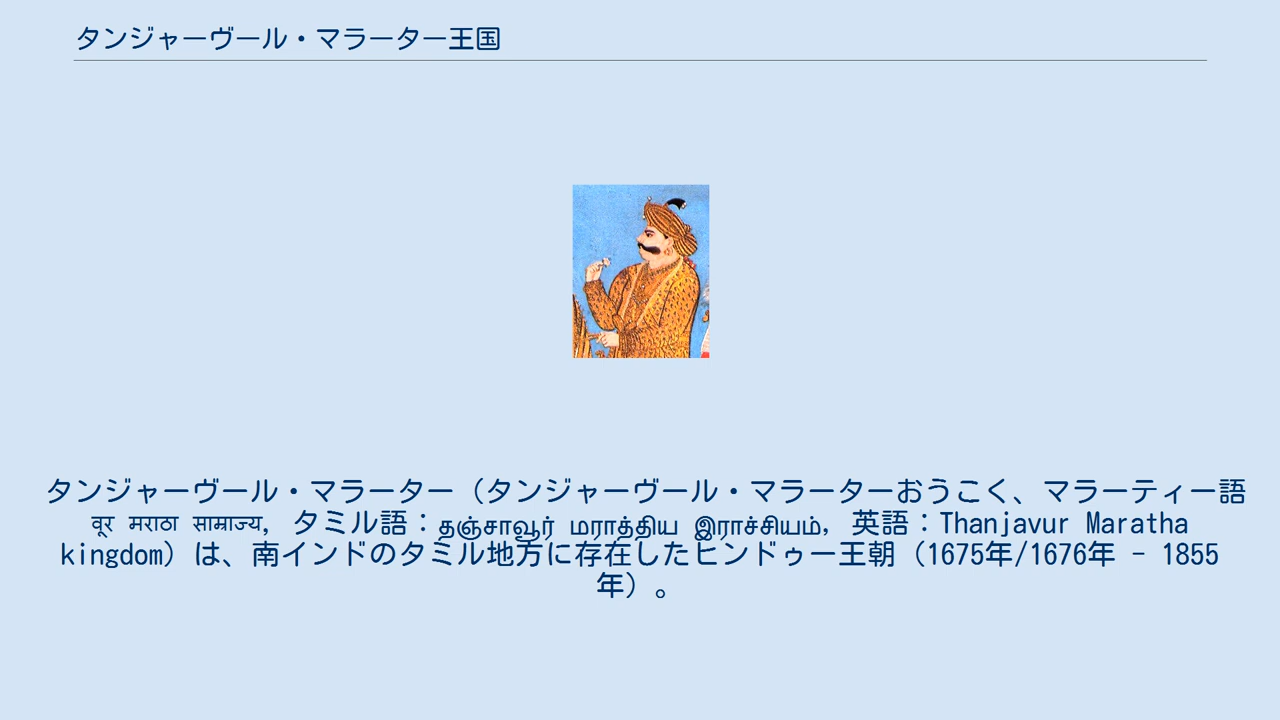 タンジャーヴール・マラーター王国
タンジャーヴール・マラーター（タンジャーヴール・マラーターおうこく、マラーティー語
वूर मराठा साम्राज्य, タミル語：தஞ்சாவூர் மராத்திய இராச்சியம், 英語：Thanjavur Maratha
kingdom）は、南インドのタミル地方に存在したヒンドゥー王朝（1675年/1676年 - 1855
年）。